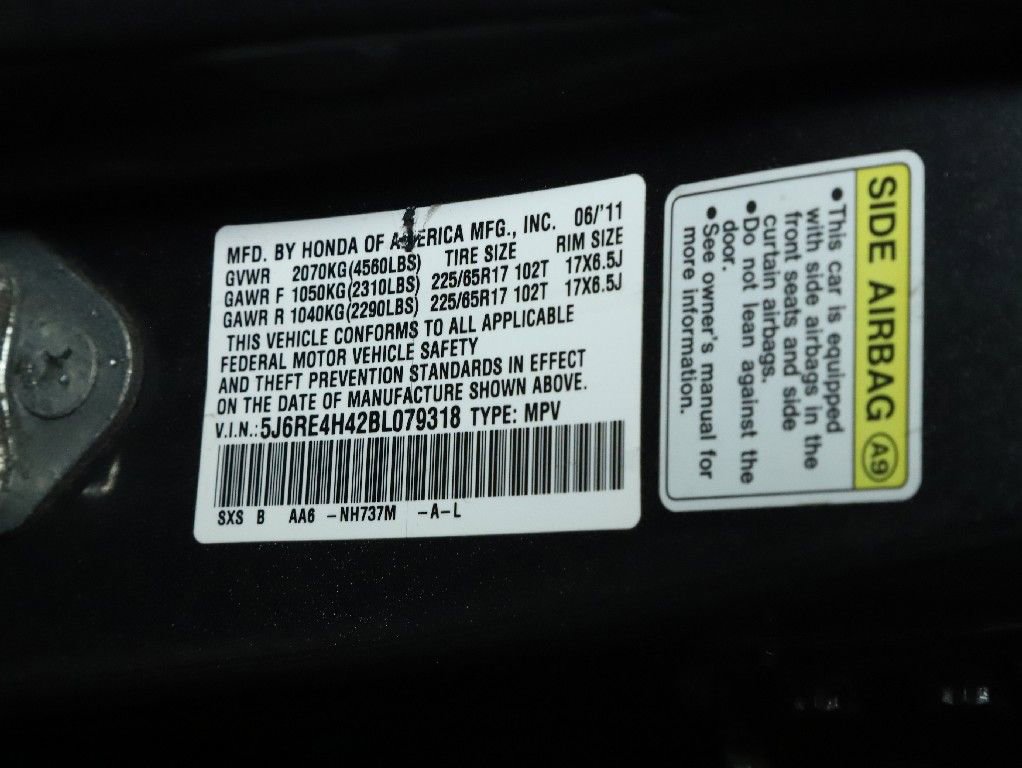 MFD. BY HONDA OF AMERICA MFG., INC. 06/'11
GVWR 2070KG(4560LBS) TIRE SIZE RIM SIZE
GAWR F 1050KG(2310LBS) 225/65R17 102T 17X6.5J
GAWR R 1040KG(2290LBS) 225/65R17 102T 17X6.5J
THIS VEHICLE CONFORMS TO ALL APPLICABLE
FEDERAL MOTOR VEHICLE SAFETY
AND THEFT PREVENTION STANDARDS IN EFFECT
ON THE DATE OF MANUFACTURE SHOWN ABOVE.
V.I.N.: 5J6RE4H42BL079318 TYPE: MPV
SXS B AA6 -NH737M -A-L
SIDE AIRBAG A9
•This car is equipped
with side airbags in the
front seats and side
curtain airbags.
•Do not lean against the
door.
•See owner's manual for
more information.